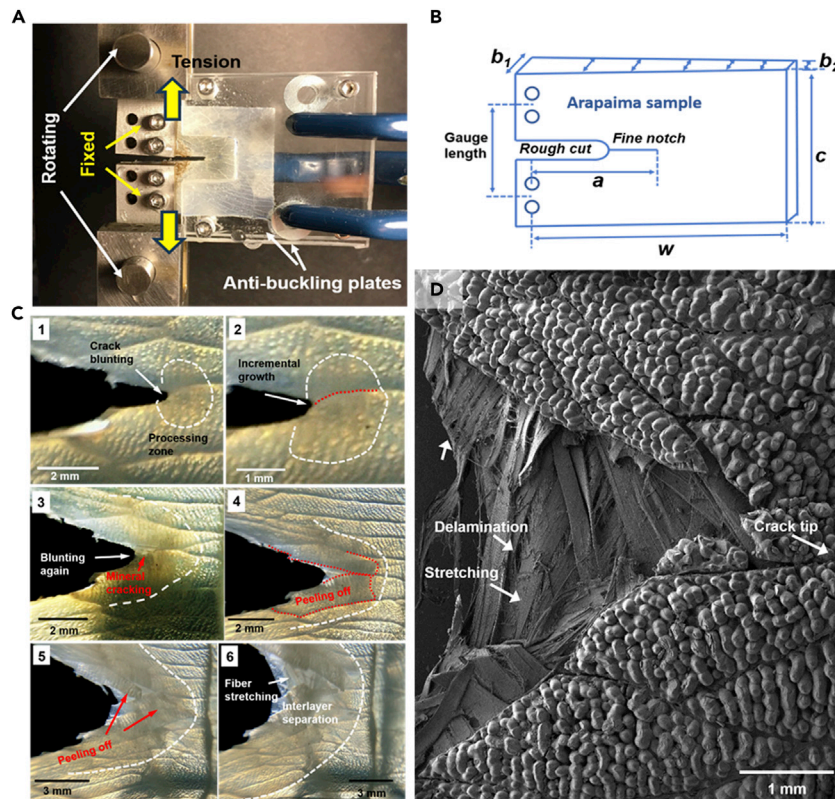 A
Tension
Rotating
Fixed
Anti-buckling plates
B
b1
b2
Arapaima sample
Gauge
length
Rough cut
Fine notch
a
c
w
C
1
Crack
blunting
Processing
zone
2 mm
2
Incremental
growth
1 mm
3
Blunting
again
Mineral
cracking
2 mm
4
Peeling off
2 mm
5
Peeling off
3 mm
6
Fiber
stretching
Interlayer
separation
3 mm
D
Delamination
Stretching
Crack tip
1 mm